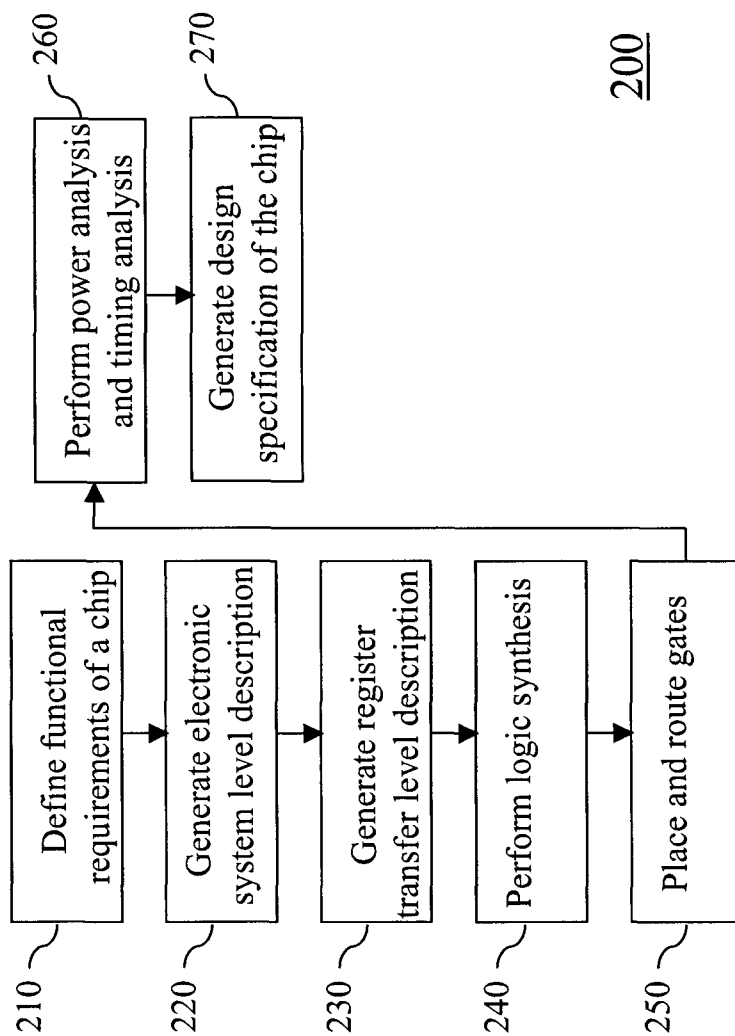 210
Define functional
requirements of a chip
220
Generate electronic
system level description
230
Generate register
transfer level description
240
Perform logic synthesis
250
Place and route gates
260
Perform power analysis
and timing analysis
270
Generate design
specification of the chip
200